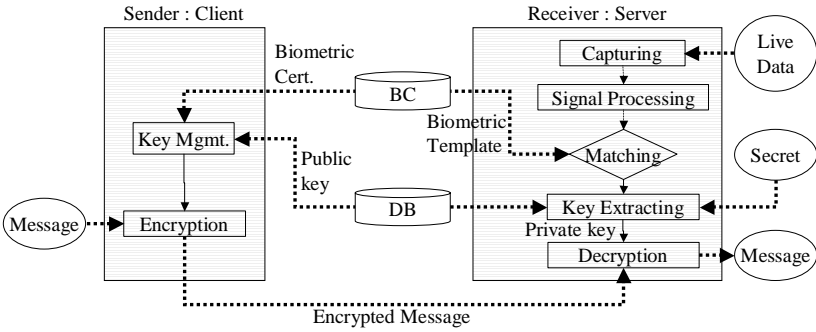 Sender : Client
Receiver : Server
Biometric
Cert.
Capturing
Live
Data
BC
Signal Processing
Key Mgmt.
Biometric
Template
Matching
Public
key
Secret
Message
Encryption
DB
Key Extracting
Private key
Decryption
Message
Encrypted Message